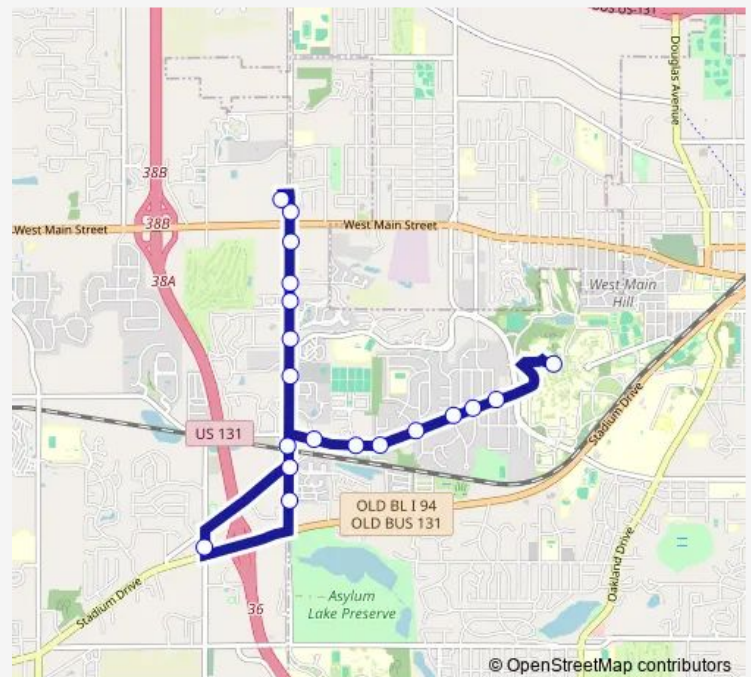 BUS US-131
Douglas Avenue
38B
West Main Street
38B
West Main Street
38A
West Main
Hill
US 131
Stadium Drive
OLD BL I 94
OLD BUS 131
Oakland Drive
Stadium Drive
36
Asylum
Lake Preserve
© OpenStreetMap contributors